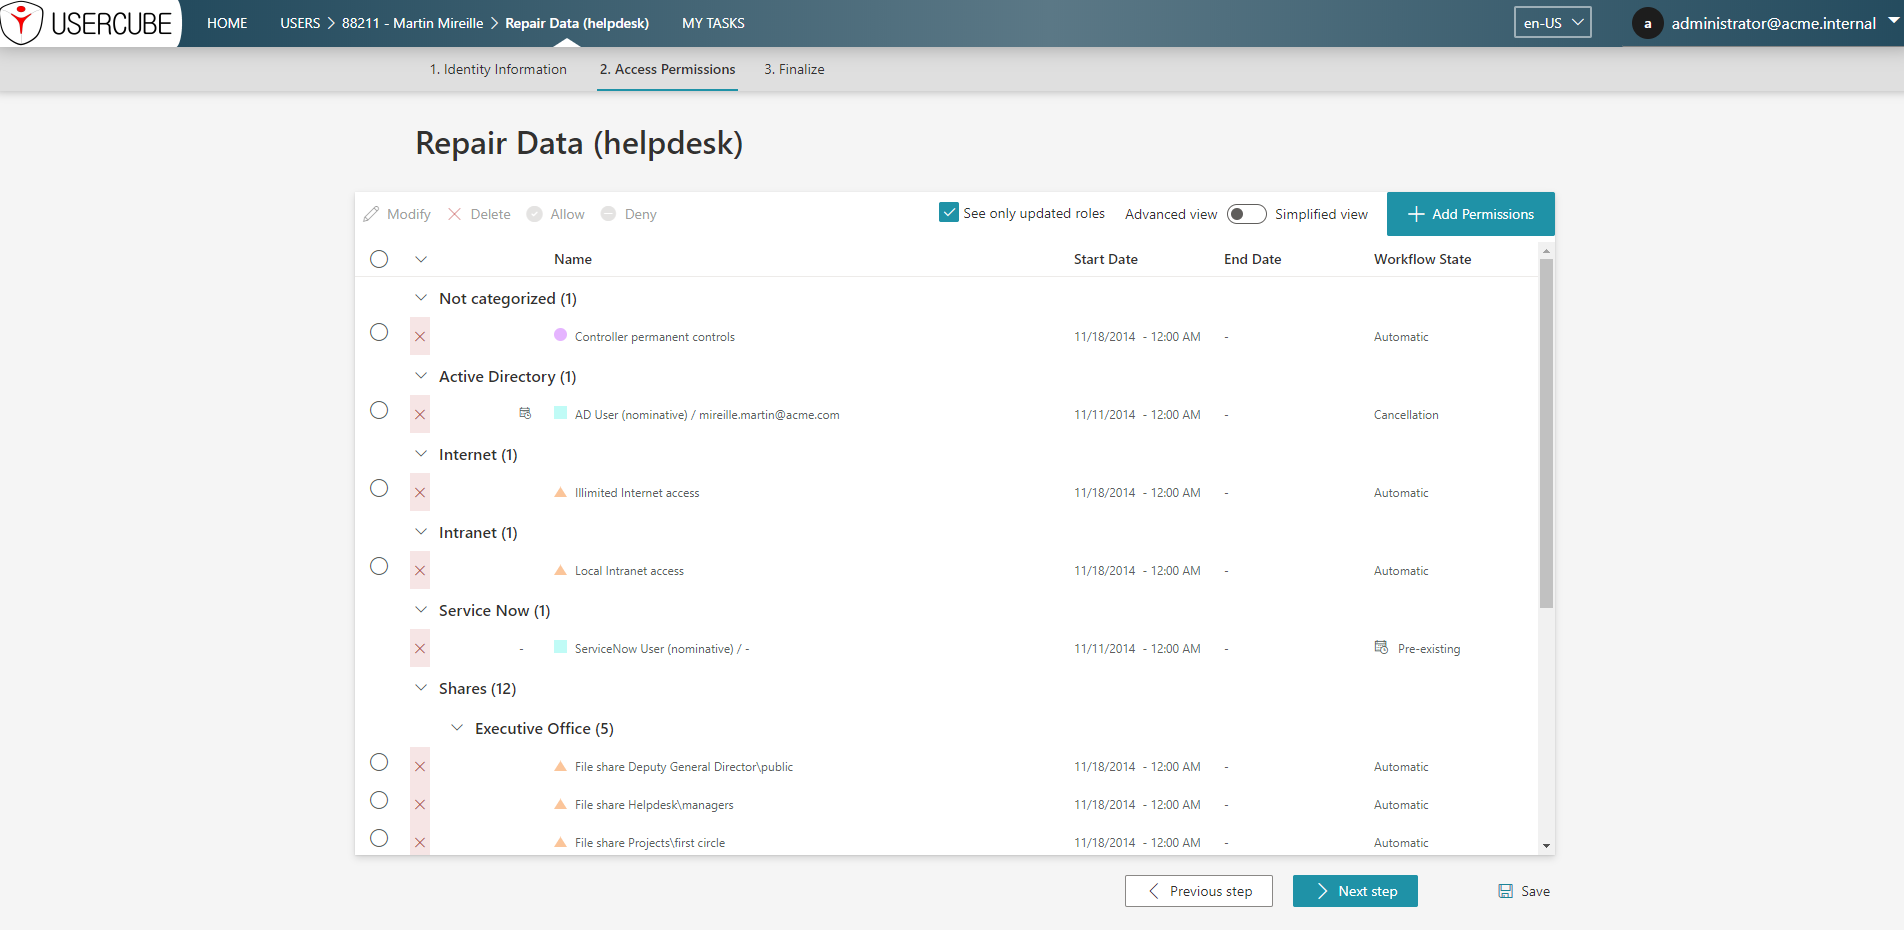 USERCUBE HOME USERS 88211 - Martin Mireille Repair Data (helpdesk) MY TASKS en-US a administrator@acme.internal
1. Identity Information 2. Access Permissions 3. Finalize
Repair Data (helpdesk)
Modify Delete Allow Deny See only updated roles Advanced view Simplified view Add Permissions
Name Start Date End Date Workflow State
Not categorized (1)
Controller permanent controls 11/18/2014 - 12:00 AM - Automatic
Active Directory (1)
AD User (nominative) / mireille.martin@acme.com 11/11/2014 - 12:00 AM - Cancellation
Internet (1)
Illimited Internet access 11/18/2014 - 12:00 AM - Automatic
Intranet (1)
Local Intranet access 11/18/2014 - 12:00 AM - Automatic
Service Now (1)
- ServiceNow User (nominative) / - 11/11/2014 - 12:00 AM - Pre-existing
Shares (12)
Executive Office (5)
File share Deputy General Director\public 11/18/2014 - 12:00 AM - Automatic
File share Helpdesk\managers 11/18/2014 - 12:00 AM - Automatic
File share Projects\first circle 11/18/2014 - 12:00 AM - Automatic
Previous step Next step Save